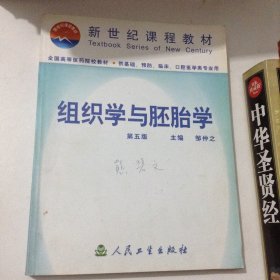 新世纪课程教材
Textbook Series of New Century
全国高等医药院校教材·供基础、预防、临床、口腔医学类专业用
组织学与胚胎学
第五版 主编 邹仲之
人民卫生出版社
中华圣贤经